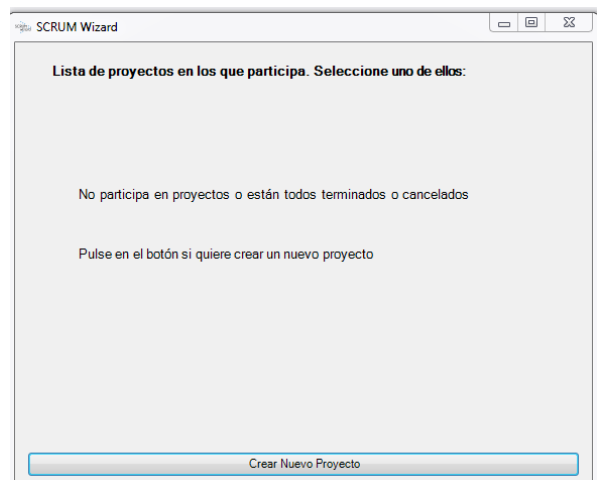 SCRUM Wizard
Lista de proyectos en los que participa. Seleccione uno de ellos:
No participa en proyectos o están todos terminados o cancelados
Pulse en el botón si quiere crear un nuevo proyecto
Crear Nuevo Proyecto